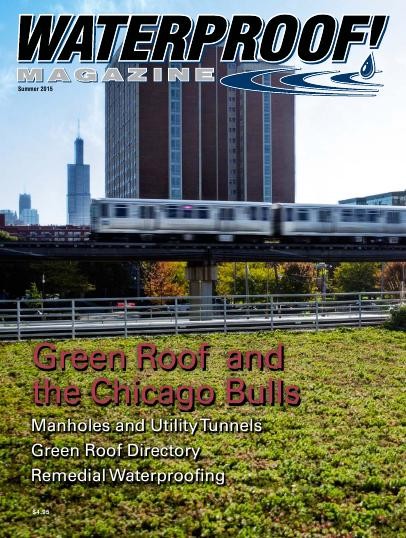 WATERPROOF!
MAGAZINE
Summer 2015
Green Roof and
the Chicago Bulls
Manholes and Utility Tunnels
Green Roof Directory
Remedial Waterproofing
$4.95